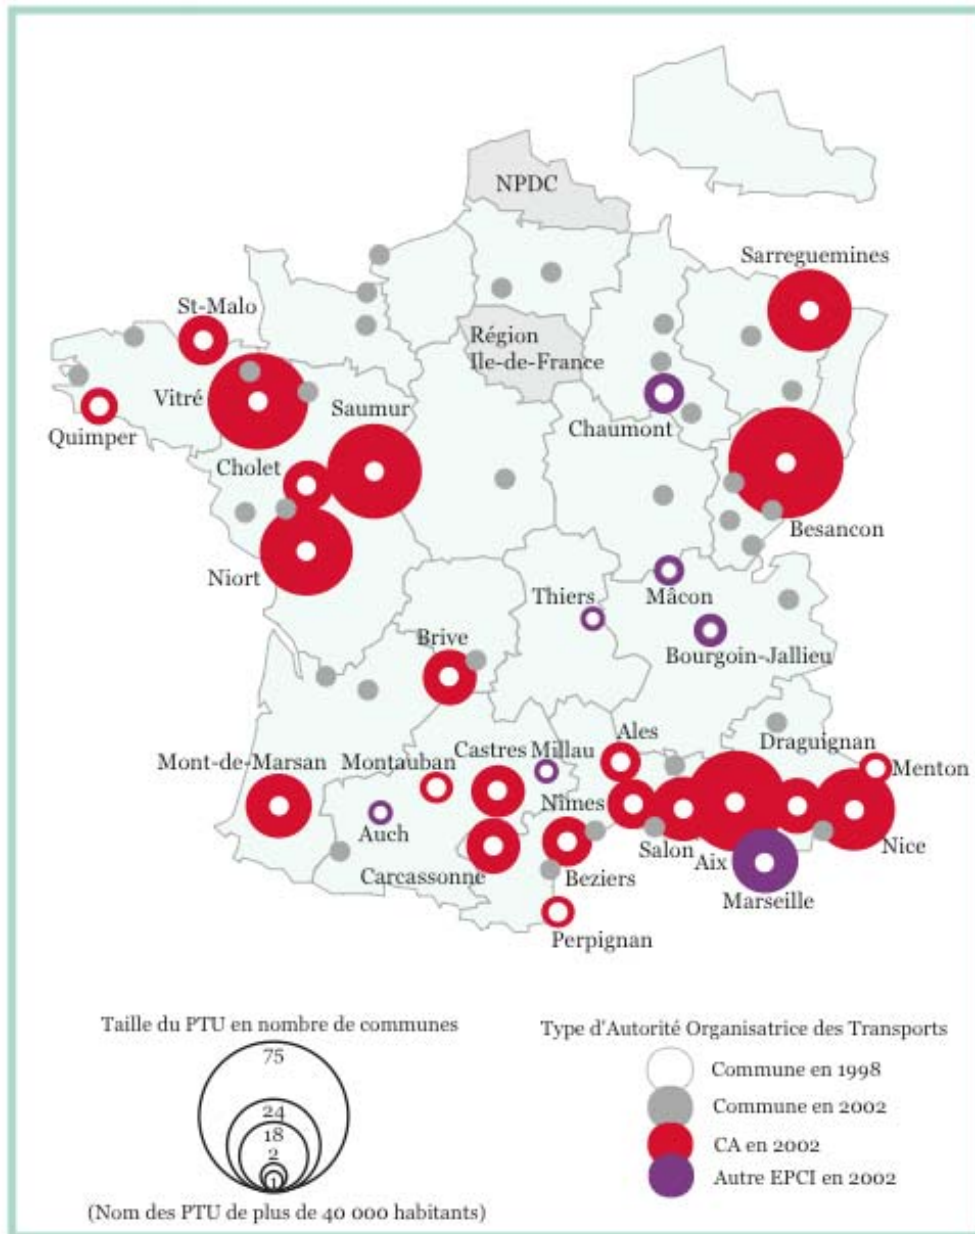 NPDC
Sarreguemines
St-Malo
Région
Ile-de-France
Vitré
Saumur
Chaumont
Quimper
Cholet
Besancon
Niort
Thiers
Mâcon
Brive
Bourgoin-Jallieu
Ales
Draguignan
Mont-de-Marsan
Montauban
Castres
Millau
Menton
Nîmes
Auch
Salon
Nice
Carcassonne
Beziers
Aix
Marseille
Perpignan
Taille du PTU en nombre de communes
75
24
18
2
1
(Nom des PTU de plus de 40 000 habitants)
Type d'Autorité Organisatrice des Transports
Commune en 1998
Commune en 2002
CA en 2002
Autre EPCI en 2002